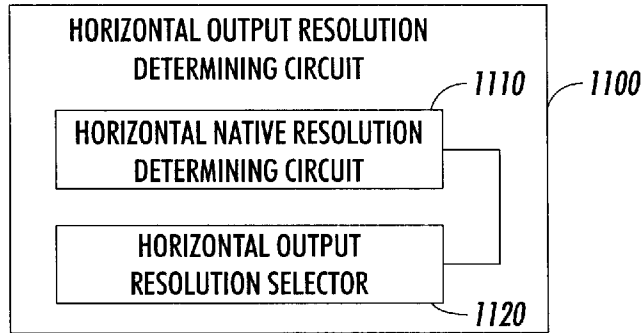 HORIZONTAL OUTPUT RESOLUTION
DETERMINING CIRCUIT
1110
1100
HORIZONTAL NATIVE RESOLUTION
DETERMINING CIRCUIT
HORIZONTAL OUTPUT
RESOLUTION SELECTOR
1120